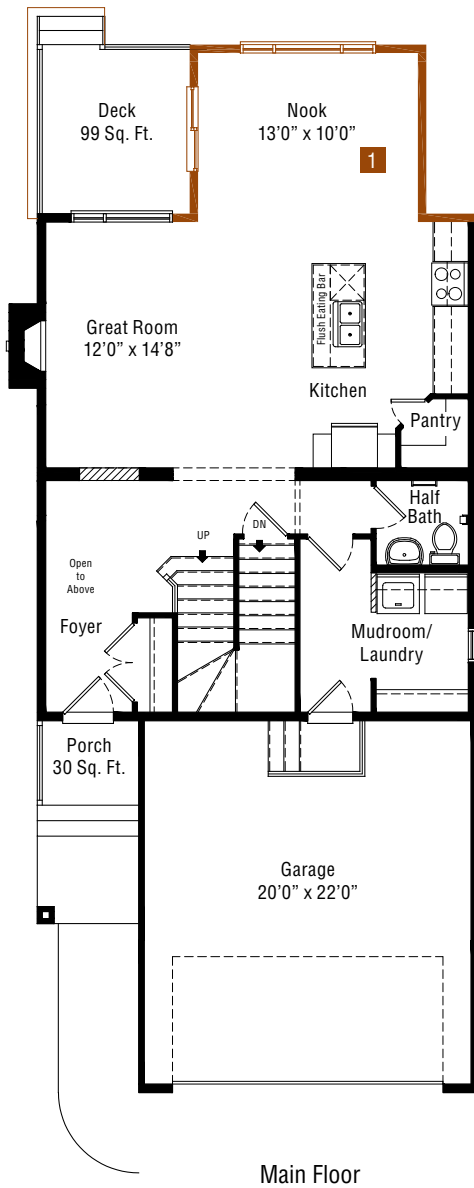 Deck
99 Sq. Ft.
Nook
13’0” x 10’0”
1
Great Room
12’0” x 14’8”
Flush Eating Bar
Kitchen
Pantry
Half
Bath
UP
DN
Open
to
Above
Foyer
Mudroom/
Laundry
Porch
30 Sq. Ft.
Garage
20’0” x 22’0”
Main Floor